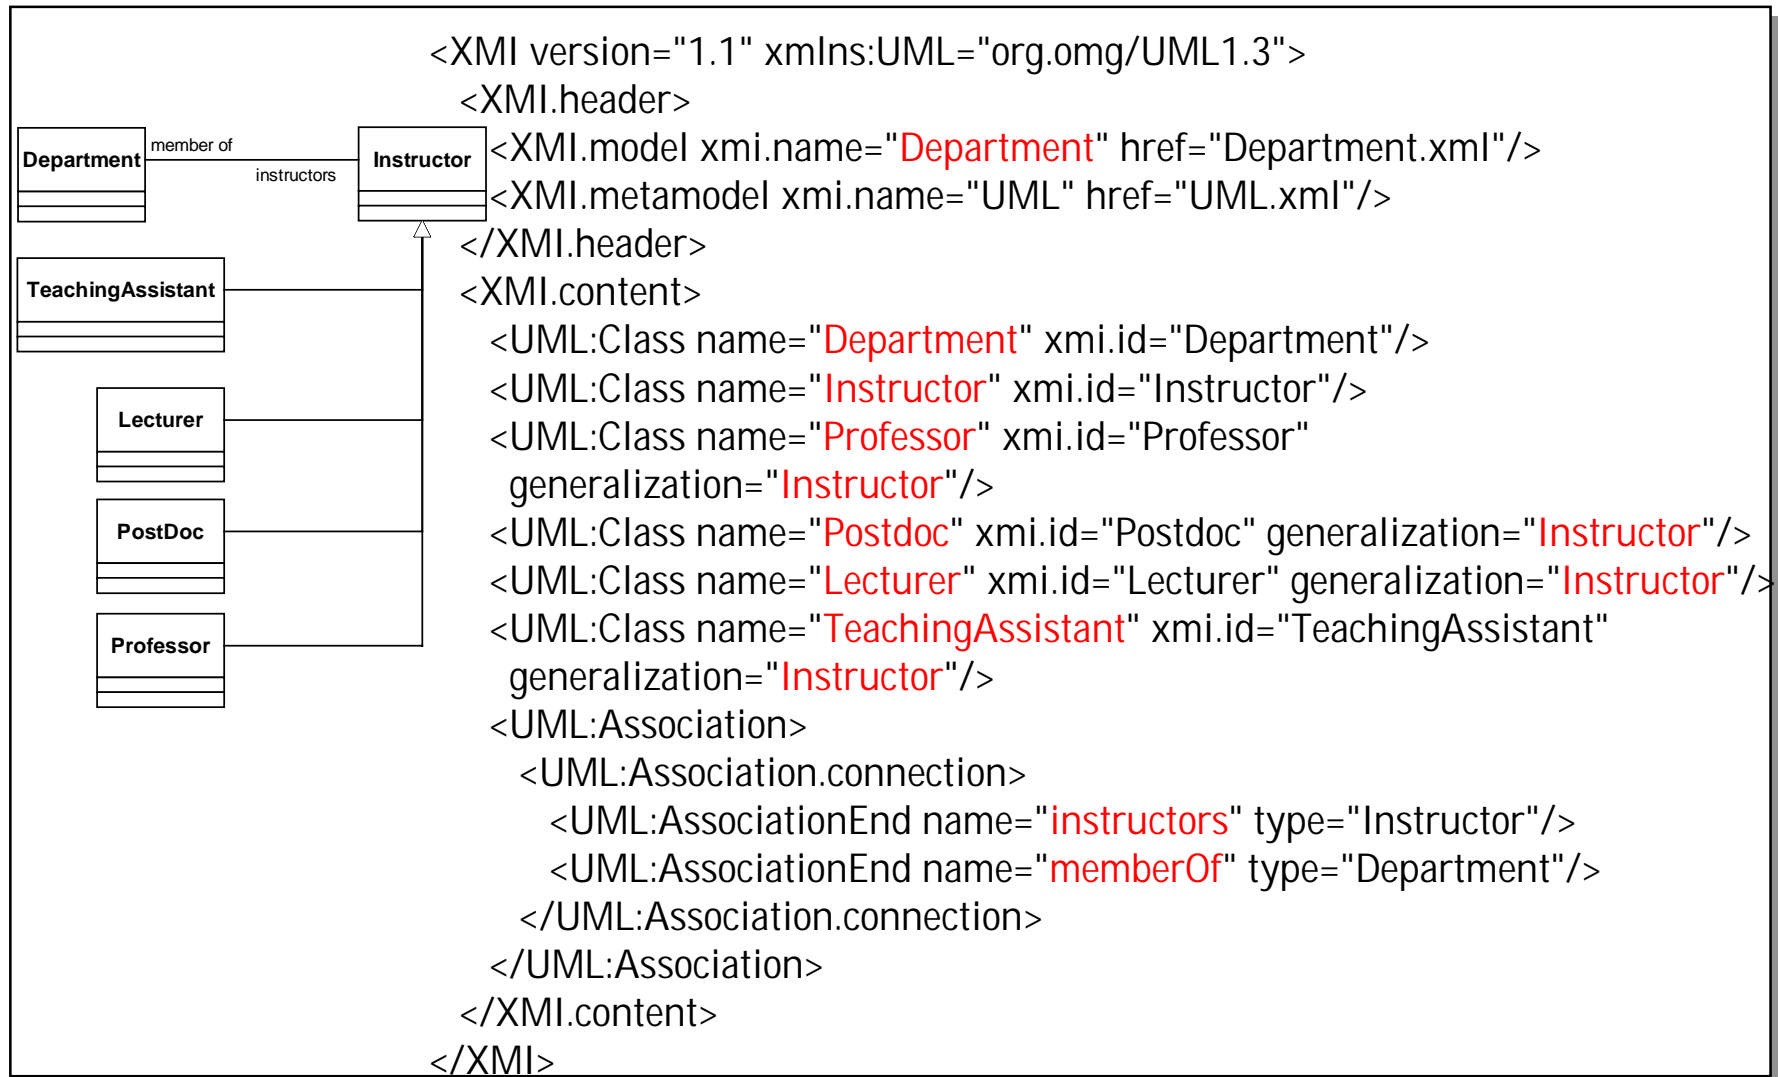 <XMI version="1.1" xmlns:UML="org.omg/UML1.3">
<XMI.header>
<XMI.model xmi.name="Department" href="Department.xml"/>
<XMI.metamodel xmi.name="UML" href="UML.xml"/>
</XMI.header>
<XMI.content>
<UML:Class name="Department" xmi.id="Department"/>
<UML:Class name="Instructor" xmi.id="Instructor"/>
<UML:Class name="Professor" xmi.id="Professor"
generalization="Instructor"/>
<UML:Class name="Postdoc" xmi.id="Postdoc" generalization="Instructor"/>
<UML:Class name="Lecturer" xmi.id="Lecturer" generalization="Instructor"/>
<UML:Class name="TeachingAssistant" xmi.id="TeachingAssistant"
generalization="Instructor"/>
<UML:Association>
<UML:Association.connection>
<UML:AssociationEnd name="instructors" type="Instructor"/>
<UML:AssociationEnd name="memberOf" type="Department"/>
</UML:Association.connection>
</UML:Association>
</XMI.content>
</XMI>
Department
member of
instructors
Instructor
TeachingAssistant
Lecturer
PostDoc
Professor